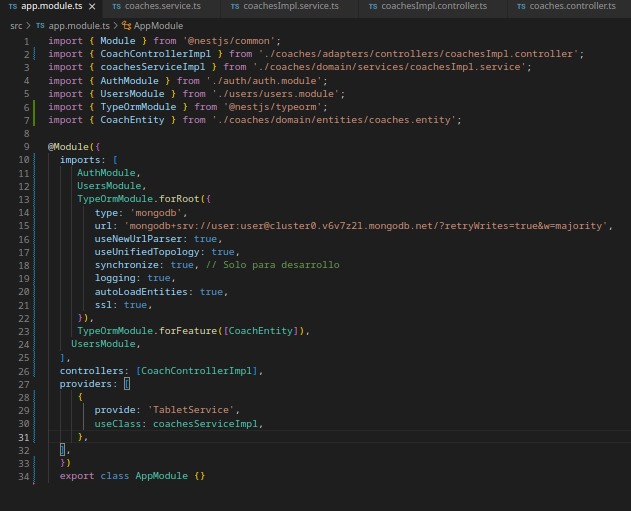 TS app.module.ts × TS coaches.service.ts TS coachesImpl.service.ts TS coachesImpl.controller.ts TS coaches.controller.ts
src > TS app.module.ts > AppModule
1 import { Module } from '@nestjs/common';
2 import { CoachControllerImpl } from './coaches/adapters/controllers/coachesImpl.controller';
3 import { coachesServiceImpl } from './coaches/domain/services/coachesImpl.service';
4 import { AuthModule } from './auth/auth.module';
5 import { UsersModule } from './users/users.module';
6 import { TypeOrmModule } from '@nestjs/typeorm';
7 import { CoachEntity } from './coaches/domain/entities/coaches.entity';
8
9 @Module({
10 imports: [
11 AuthModule,
12 UsersModule,
13 TypeOrmModule.forRoot({
14 type: 'mongodb',
15 url: 'mongodb+srv://user:user@cluster0.v6v7z2l.mongodb.net/?retryWrites=true&w=majority',
16 useNewUrlParser: true,
17 useUnifiedTopology: true,
18 synchronize: true, // Solo para desarrollo
19 logging: true,
20 autoLoadEntities: true,
21 ssl: true,
22 }),
23 TypeOrmModule.forFeature([CoachEntity]),
24 UsersModule,
25 ],
26 controllers: [CoachControllerImpl],
27 providers: [
28 {
29 provide: 'TabletService',
30 useClass: coachesServiceImpl,
31 },
32 ],
33 })
34 export class AppModule {}